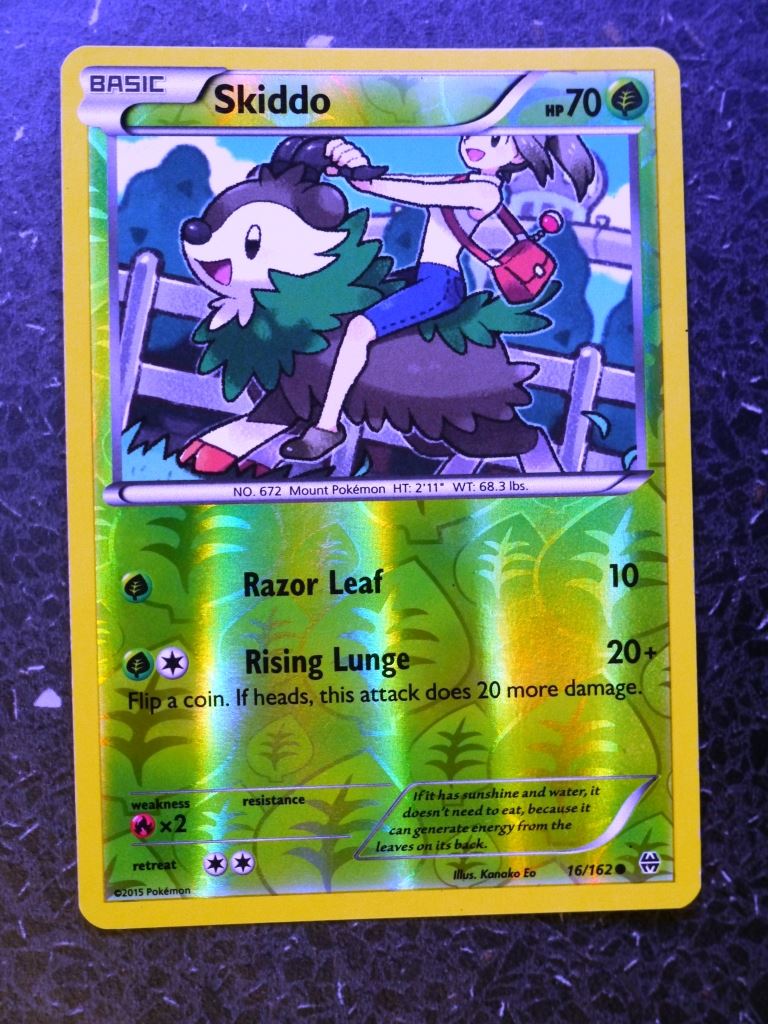 BASIC Skiddo HP 70
NO. 672 Mount Pokémon HT: 2'11" WT: 68.3 lbs.
Razor Leaf 10
Rising Lunge 20+
Flip a coin. If heads, this attack does 20 more damage.
weakness resistance
×2
retreat
If it has sunshine and water, it
doesn't need to eat, because it
can generate energy from the
leaves on its back.
Illus. Kanako Eo 16/162
©2015 Pokémon